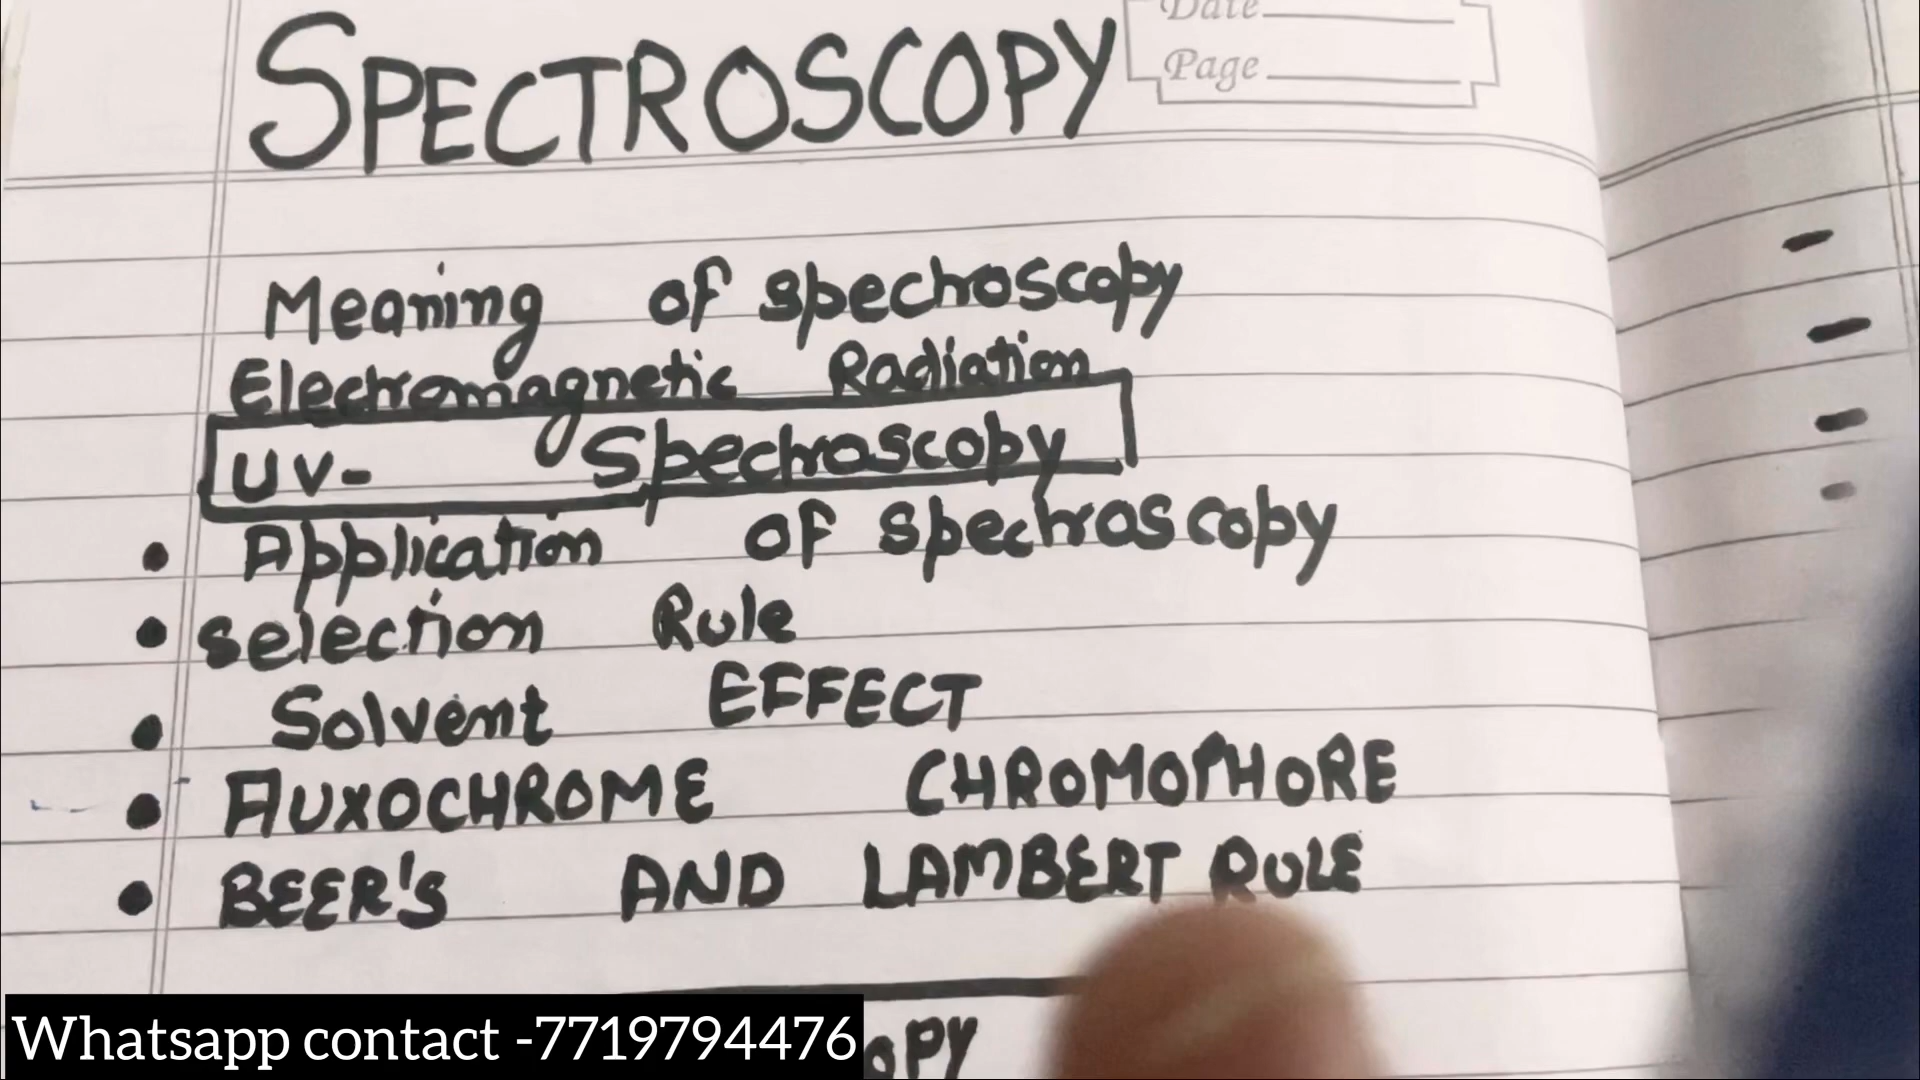 SPECTROSCOPY
Date
Page
Meaning of spectroscopy
Electromagnetic Radiation
UV- Spectroscopy
• Application of spectroscopy
• selection Rule
• Solvent EFFECT
• AUXOCHROME CHROMOPHORE
• BEER'S AND LAMBERT RULE
Whatsapp contact -7719794476